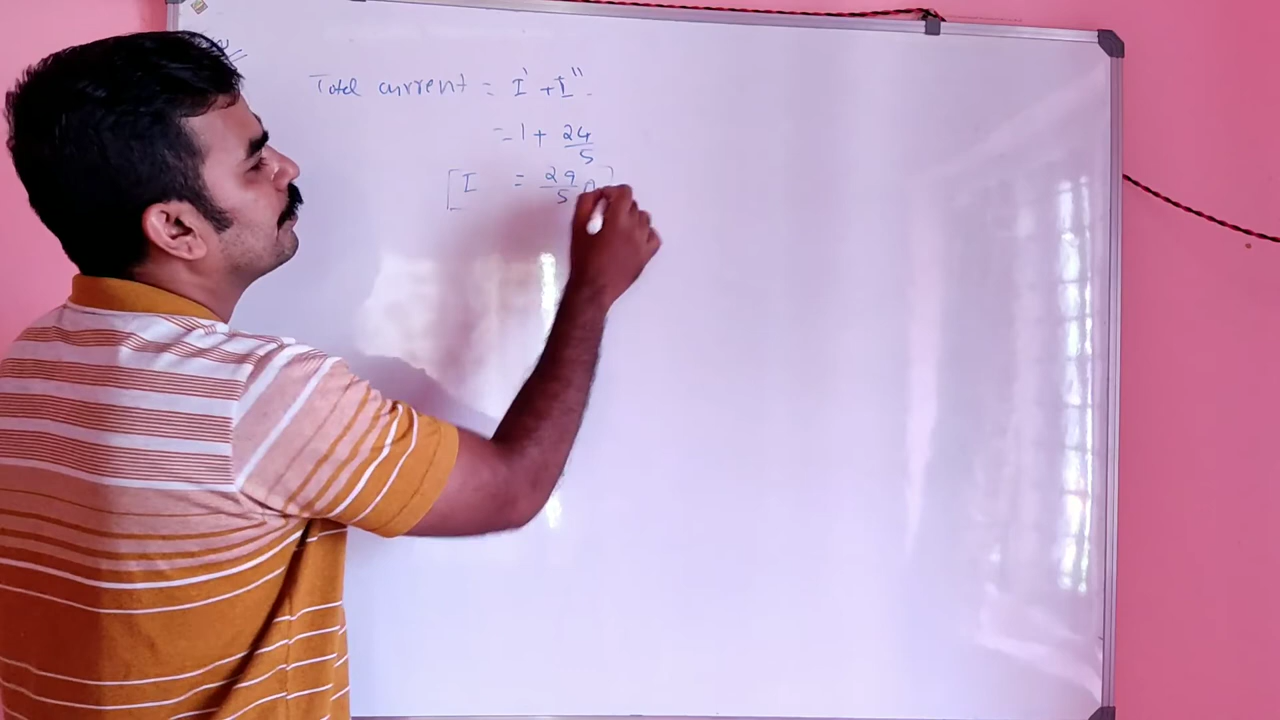 Total current = I' + I''
= 1 + 24/5
[I = 29/5 A]